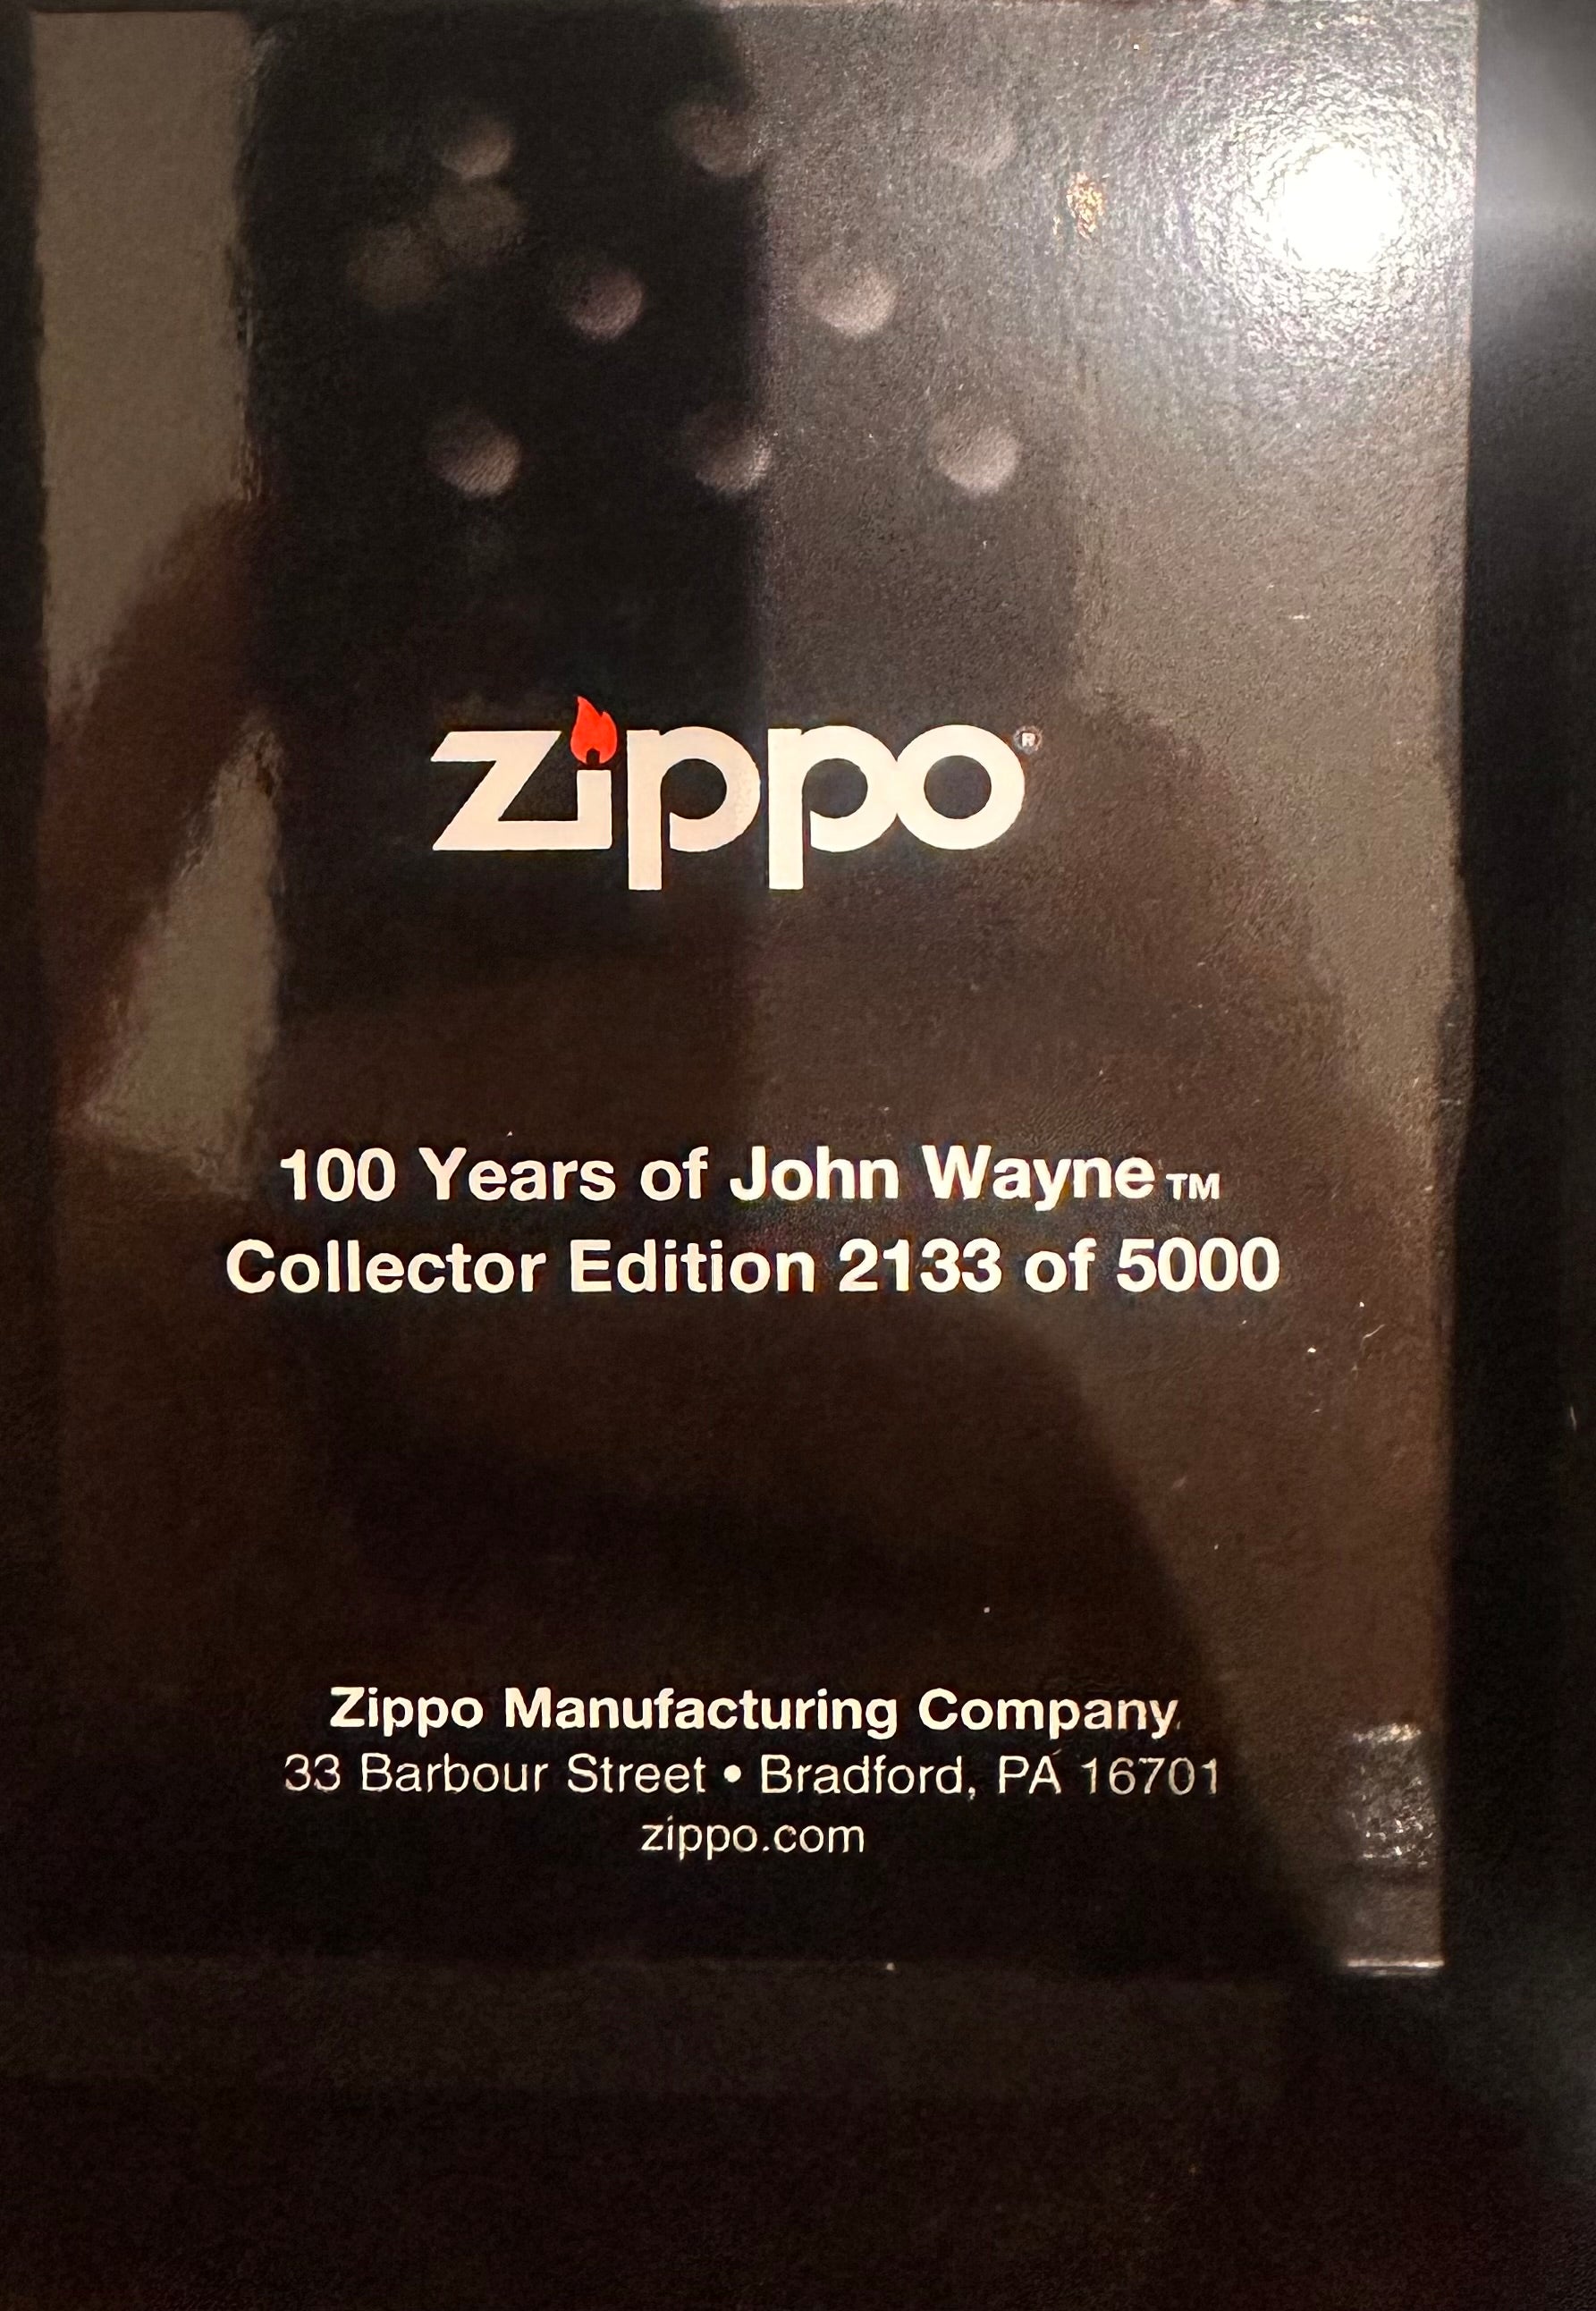 zippo®
100 Years of John Wayne™
Collector Edition 2133 of 5000
Zippo Manufacturing Company
33 Barbour Street • Bradford, PA 16701
zippo.com